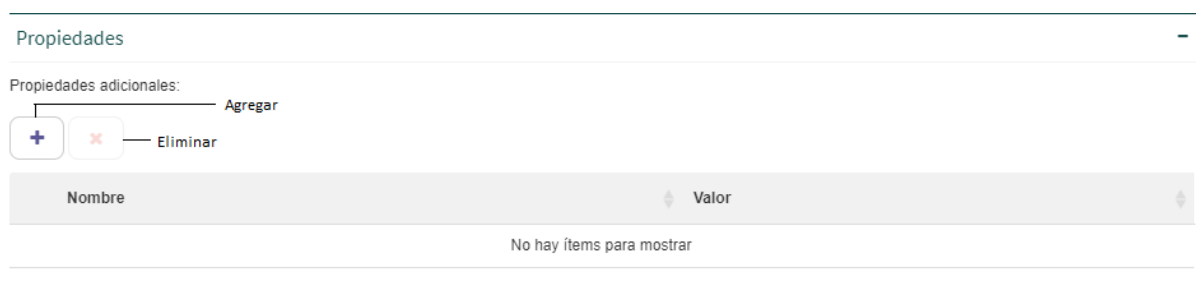 Propiedades
Propiedades adicionales:
Agregar
Eliminar
Nombre Valor
No hay ítems para mostrar